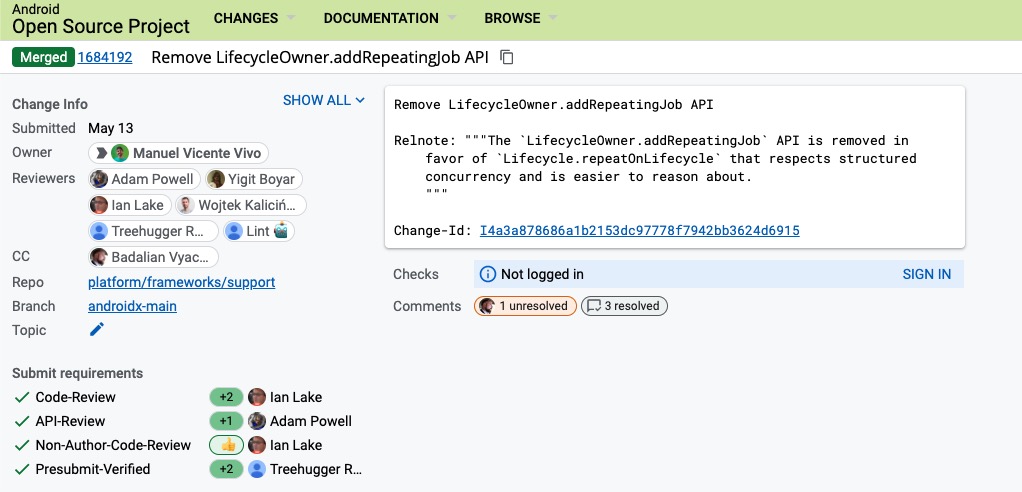 Android
Open Source Project
CHANGES
DOCUMENTATION
BROWSE
Merged 1684192 Remove LifecycleOwner.addRepeatingJob API
Change Info
SHOW ALL
Submitted May 13
Owner Manuel Vicente Vivo
Reviewers Adam Powell Yigit Boyar
Ian Lake Wojtek Kaliciń...
Treehugger R... Lint
CC Badalian Vyac...
Repo platform/frameworks/support
Branch androidx-main
Topic
Submit requirements
Code-Review +2 Ian Lake
API-Review +1 Adam Powell
Non-Author-Code-Review 👍 Ian Lake
Presubmit-Verified +2 Treehugger R...
Remove LifecycleOwner.addRepeatingJob API
Relnote: """The `LifecycleOwner.addRepeatingJob` API is removed in
favor of `Lifecycle.repeatOnLifecycle` that respects structured
concurrency and is easier to reason about.
"""
Change-Id: I4a3a878686a1b2153dc97778f7942bb3624d6915
Checks Not logged in SIGN IN
Comments 1 unresolved 3 resolved